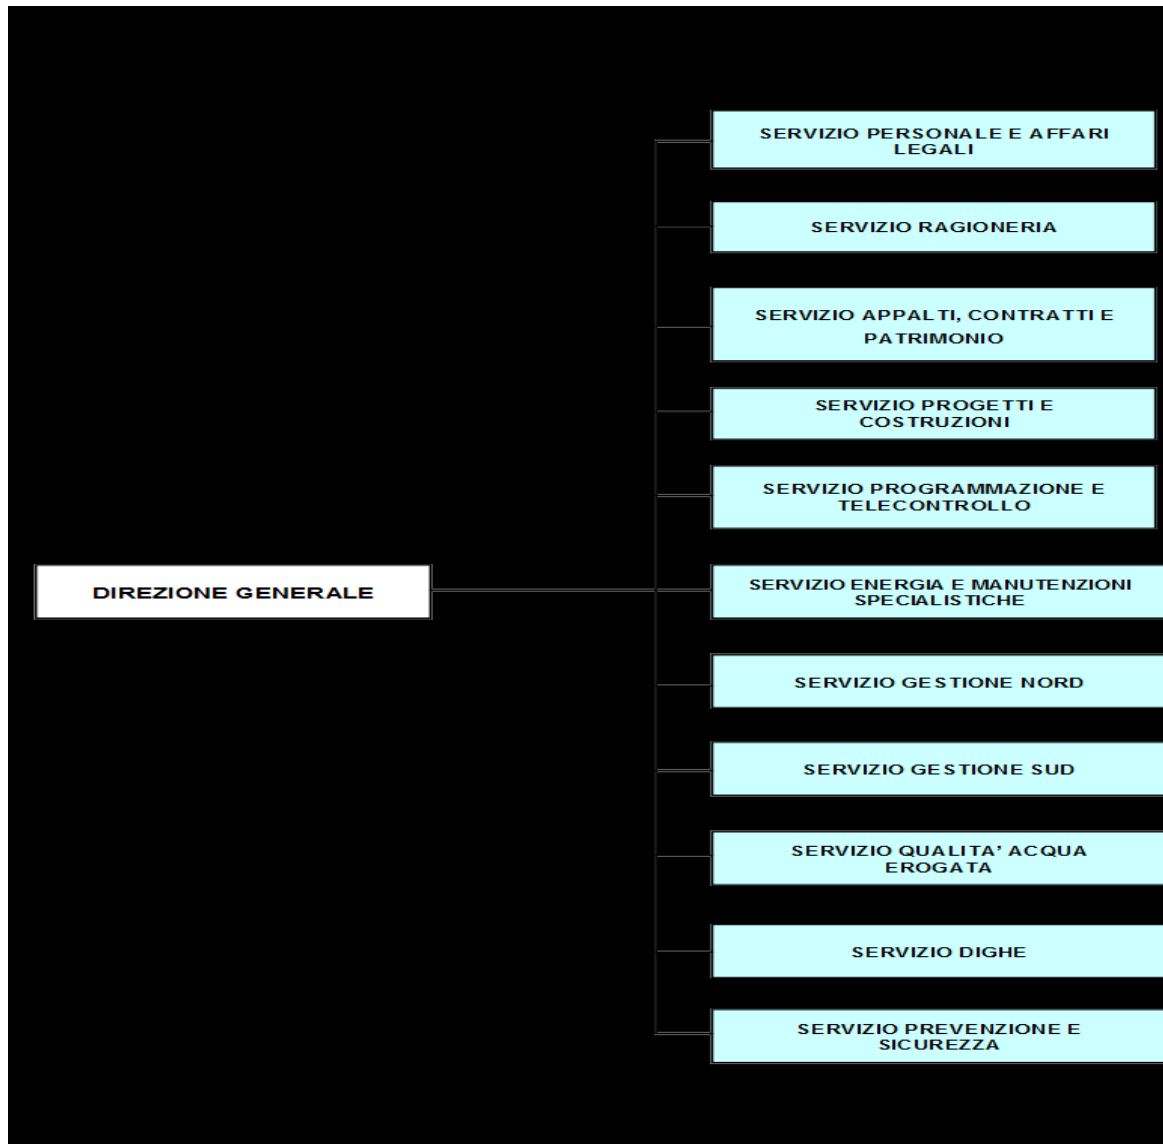 SERVIZIO PERSONALE E AFFARI
LEGALI
SERVIZIO RAGIONERIA
SERVIZIO APPALTI, CONTRATTI E
PATRIMONIO
SERVIZIO PROGETTI E
COSTRUZIONI
SERVIZIO PROGRAMMAZIONE E
TELECONTROLLO
DIREZIONE GENERALE
SERVIZIO ENERGIA E MANUTENZIONI
SPECIALISTICHE
SERVIZIO GESTIONE NORD
SERVIZIO GESTIONE SUD
SERVIZIO QUALITA’ ACQUA
EROGATA
SERVIZIO DIGHE
SERVIZIO PREVENZIONE E
SICUREZZA